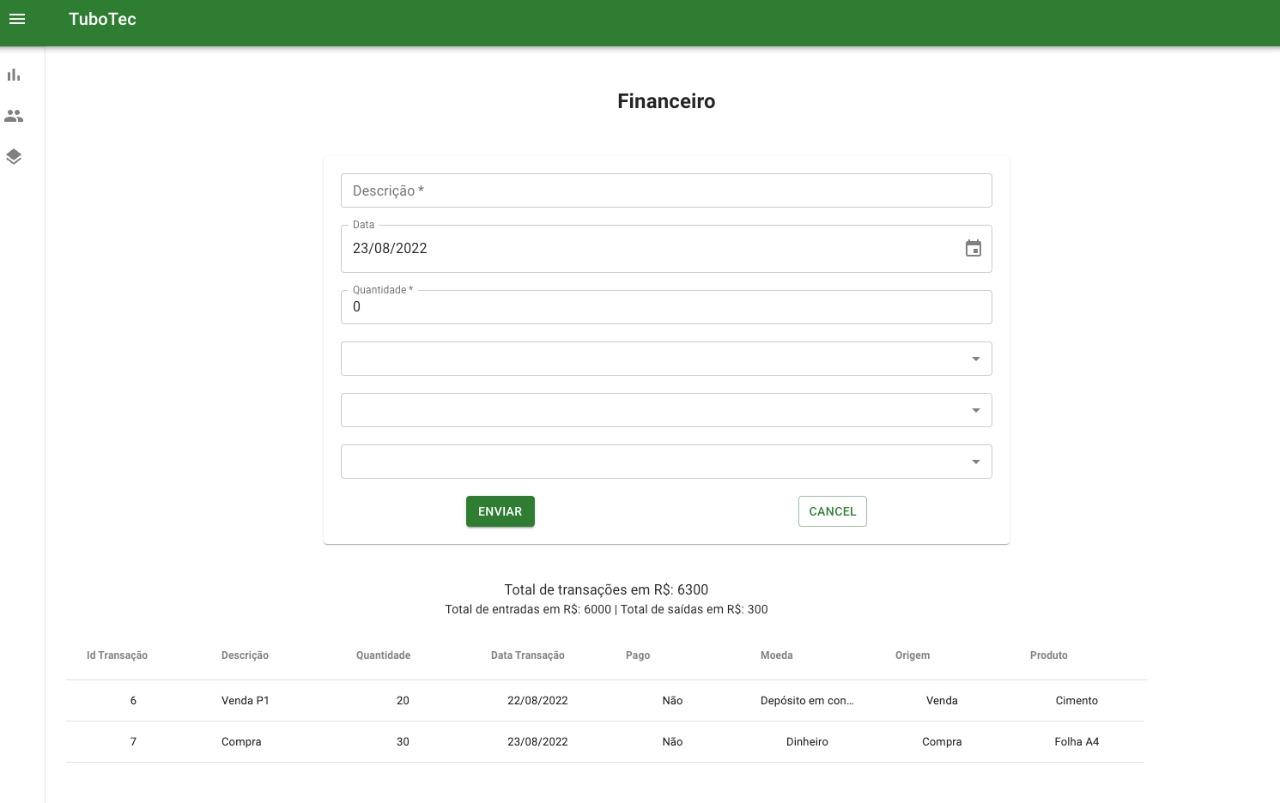 TuboTec
Financeiro
Descrição *
Data
23/08/2022
Quantidade *
0
ENVIAR
CANCEL
Total de transações em R$: 6300
Total de entradas em R$: 6000 | Total de saídas em R$: 300
Id Transação Descrição Quantidade Data Transação Pago Moeda Origem Produto
6 Venda P1 20 22/08/2022 Não Depósito em con... Venda Cimento
7 Compra 30 23/08/2022 Não Dinheiro Compra Folha A4